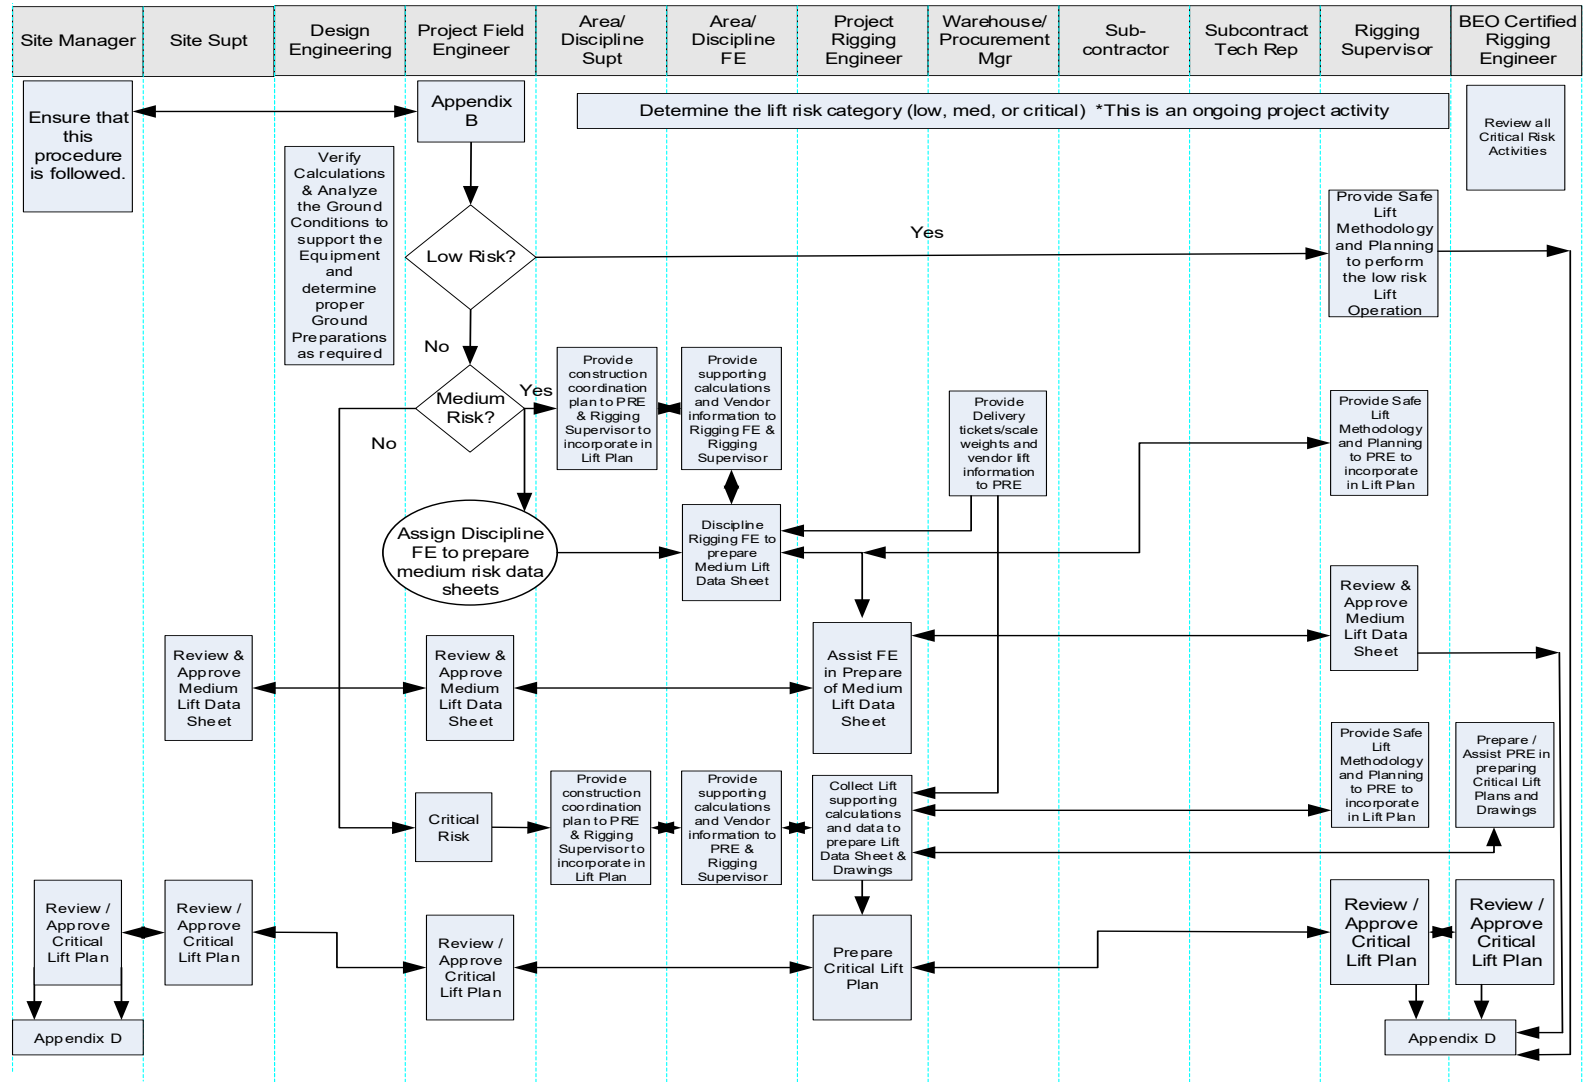 Site Manager
Site Supt
Design
Engineering
Project Field
Engineer
Area/
Discipline
Supt
Area/
Discipline
FE
Project
Rigging
Engineer
Warehouse/
Procurement
Mgr
Sub-
contractor
Subcontract
Tech Rep
Rigging
Supervisor
BEO Certified
Rigging
Engineer
Ensure that
this
procedure
is followed.
Appendix
B
Determine the lift risk category (low, med, or critical) *This is an ongoing project activity
Review all
Critical Risk
Activities
Verify
Calculations
& Analyze
the Ground
Conditions to
support the
Equipment
and
determine
proper
Ground
Preparations
as required
Low Risk?
Yes
Provide Safe
Lift
Methodology
and Planning
to perform
the low risk
Lift
Operation
No
Medium
Risk?
Yes
No
Provide
construction
coordination
plan to PRE
& Rigging
Supervisor to
incorporate in
Lift Plan
Provide
supporting
calculations
and Vendor
information to
Rigging FE &
Rigging
Supervisor
Provide
Delivery
tickets/scale
weights and
vendor lift
information
to PRE
Provide Safe
Lift
Methodology
and Planning
to PRE to
incorporate
in Lift Plan
Assign Discipline
FE to prepare
medium risk data
sheets
Discipline
Rigging FE to
prepare
Medium Lift
Data Sheet
Review &
Approve
Medium
Lift Data
Sheet
Review &
Approve
Medium
Lift Data
Sheet
Review &
Approve
Medium
Lift Data
Sheet
Assist FE
in Prepare
of Medium
Lift Data
Sheet
Critical
Risk
Provide
construction
coordination
plan to PRE
& Rigging
Supervisor to
incorporate in
Lift Plan
Provide
supporting
calculations
and Vendor
information to
PRE &
Rigging
Supervisor
Collect Lift
supporting
calculations
and data to
prepare Lift
Data Sheet &
Drawings
Provide Safe
Lift
Methodology
and Planning
to PRE to
incorporate
in Lift Plan
Prepare /
Assist PRE in
preparing
Critical Lift
Plans and
Drawings
Review /
Approve
Critical
Lift Plan
Review /
Approve
Critical
Lift Plan
Review /
Approve
Critical
Lift Plan
Prepare
Critical Lift
Plan
Review /
Approve
Critical
Lift Plan
Review /
Approve
Critical
Lift Plan
Appendix D
Appendix D